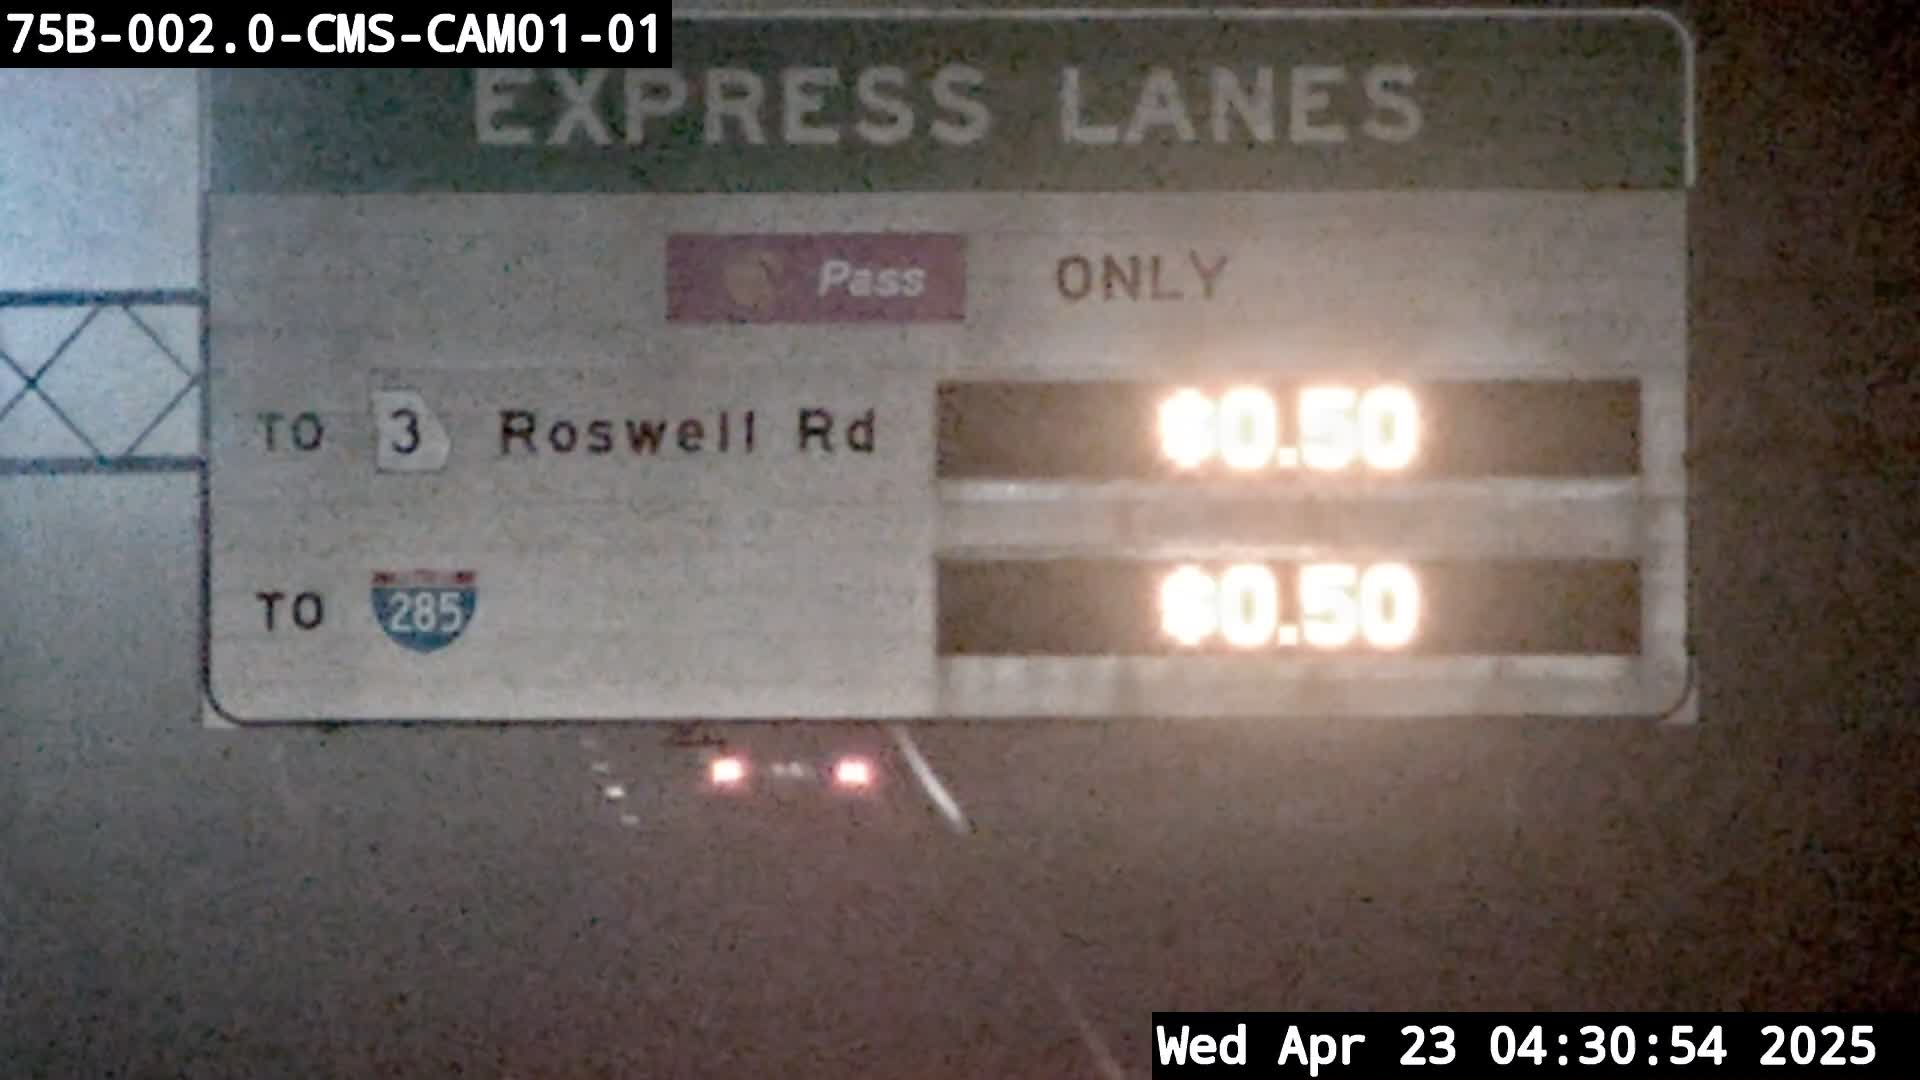 75B-002.0-CMS-CAM01-01
EXPRESS LANES
Pass ONLY
TO 3 Roswell Rd $0.50
TO 285 $0.50
Wed Apr 23 04:30:54 2025